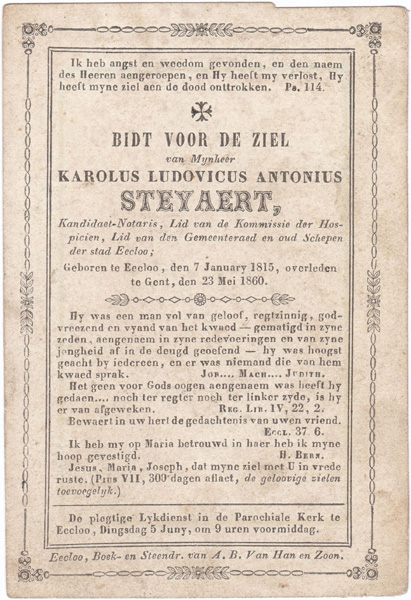 Ik heb angst en weedom gevonden, en den naem
des Heeren aengeroepen, en Hy heeft my verlost, Hy
heeft myne ziel aen de dood onttrokken. Ps. 114.
BIDT VOOR DE ZIEL
van Mynheer
KAROLUS LUDOVICUS ANTONIUS
STEYAERT,
Kandidaet-Notaris, Lid van de Kommissie der Hos-
picien, Lid van den Gemeenteraed en oud Schepen
der stad Eecloo;
Geboren te Eecloo, den 7 January 1815, overleden
te Gent, den 23 Mei 1860.
Hy was een man vol van geloof, regtzinnig, god-
vreezend en vyand van het kwaed — gematigd in zyne
zeden, aengenaem in zyne redevoeringen en van zyne
jongheid af in de deugd geoefend — hy was hoogst
geacht by iedereen, en er was niemand die van hem
kwaed sprak. Job.... Mach.... Judith.
Het geen voor Gods oogen aengenaem was heeft hy
gedaen.... noch ter regter noch ter linker zyde, is hy
er van afgeweken. Reg. Lib. IV, 22, 2.
Bewaert in uw hert de gedachtenis van uwen vriend.
Eccl. 37. 6.
Ik heb my op Maria betrouwd in haer heb ik myne
hoop gevestigd. H. Bern.
Jesus, Maria, Joseph, dat myne ziel met U in vrede
ruste. (Pius VII, 300 dagen aflaet, de geloovige zielen
toevoegelyk.)
De plegtige Lykdienst in de Parochiale Kerk te
Eecloo, Dingsdag 5 Juny, om 9 uren voormiddag.
Eecloo, Boek- en Steendr. van A. B. Van Han en Zoon.